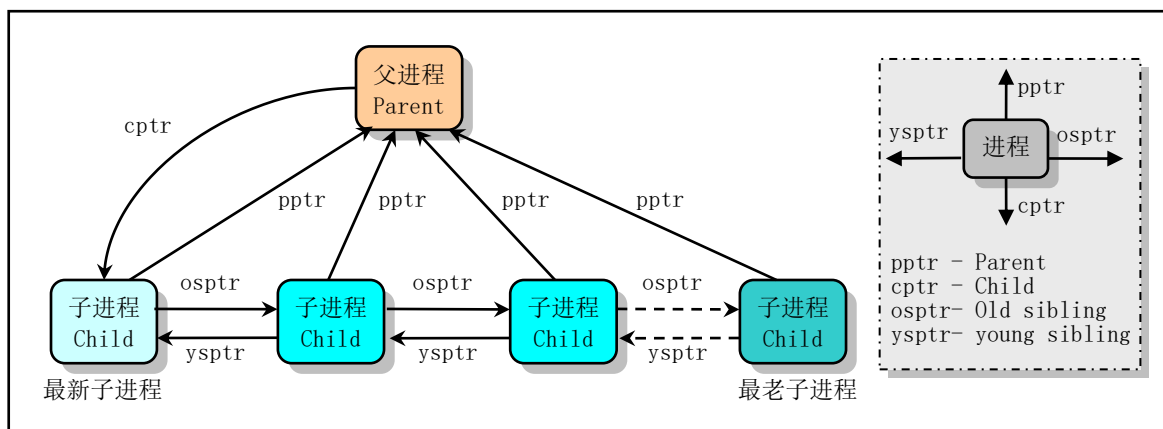 父进程
Parent
cptr
pptr
pptr
pptr
pptr
子进程
Child
osptr
ysptr
子进程
Child
osptr
ysptr
子进程
Child
osptr
ysptr
子进程
Child
最新子进程
最老子进程
pptr
ysptr
进程
osptr
cptr
pptr - Parent
cptr - Child
osptr- Old sibling
ysptr- young sibling